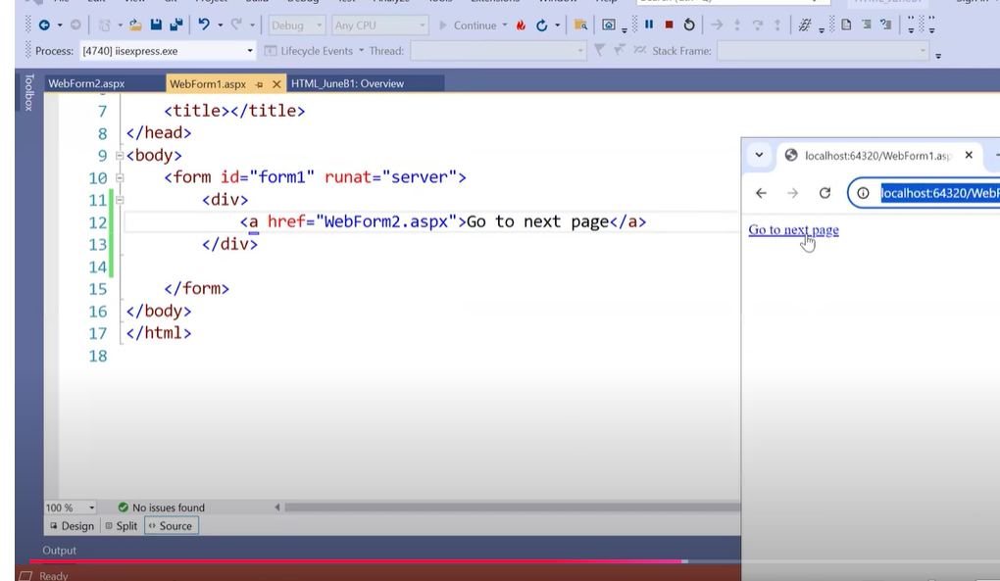 Process: [4740] iisexpress.exe Lifecycle Events Thread: Stack Frame:
Debug Any CPU Continue
Toolbox
WebForm2.aspx WebForm1.aspx HTML_JuneB1: Overview
7 <title></title>
8 </head>
9 <body>
10 <form id="form1" runat="server">
11 <div>
12 <a href="WebForm2.aspx">Go to next page</a>
13 </div>
14
15 </form>
16 </body>
17 </html>
18
localhost:64320/WebForm1.asp
localhost:64320/WebF
Go to next page
100 % No issues found
Design Split Source
Output
Ready